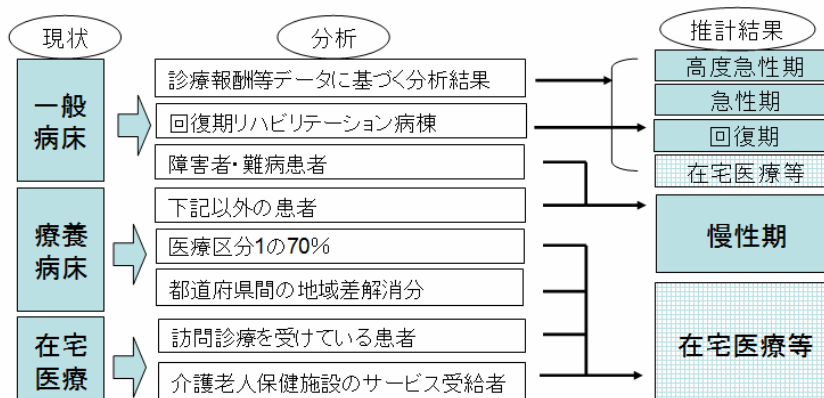 現状
分析
推計結果
一般
病床
診療報酬等データに基づく分析結果
回復期リハビリテーション病棟
障害者・難病患者
高度急性期
急性期
回復期
在宅医療等
療養
病床
下記以外の患者
医療区分1の70%
都道府県間の地域差解消分
慢性期
在宅
医療
訪問診療を受けている患者
介護老人保健施設のサービス受給者
在宅医療等